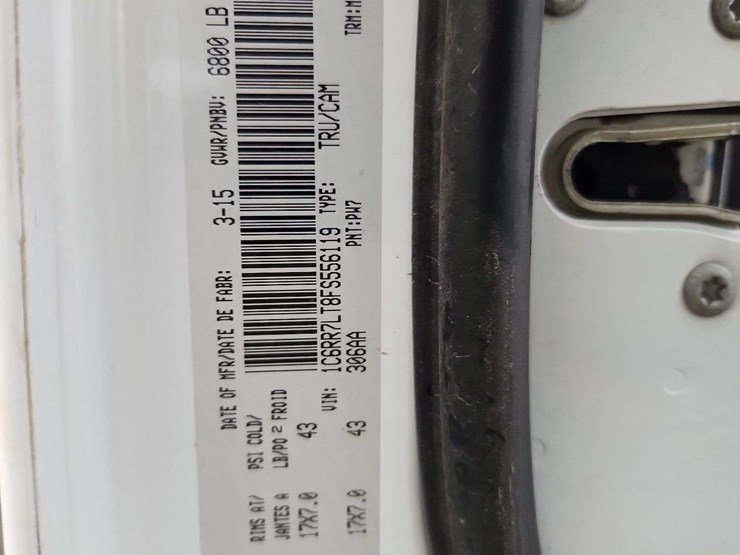 DATE OF MFR/DATE DE FABR: 3-15 GVWR/PNBV: 6800 LB
RIMS AT/ PSI COLD/
JANTES A LB/PO 2 FROID
17X7.0 43
VIN: 1C6RR7LT8FS556119 TYPE: TRU/CAM
17X7.0 43 306AA PNT:PW7 TRM:M